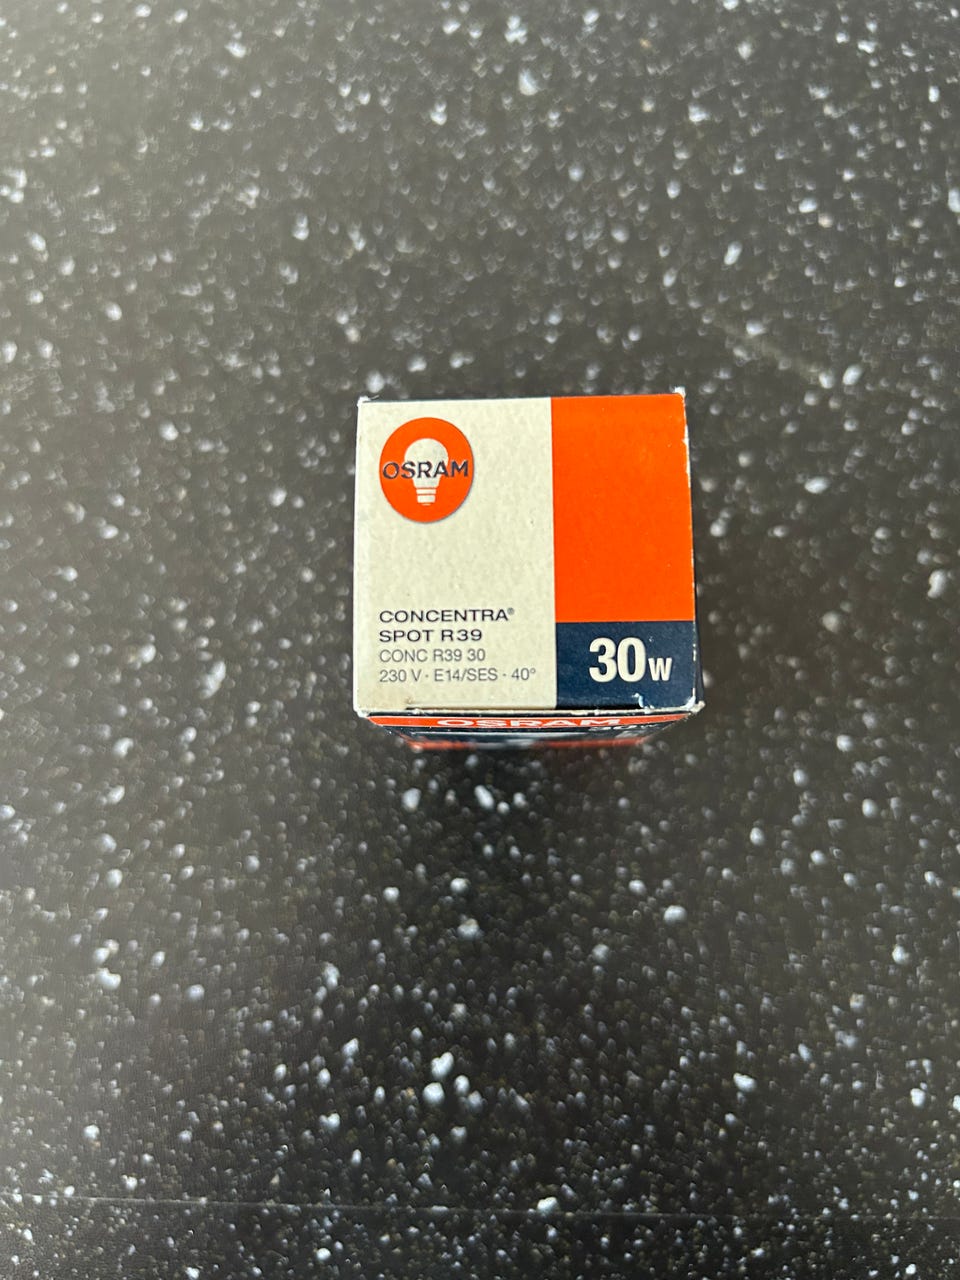 OSRAM
CONCENTRA®
SPOT R39
CONC R39 30
230 V · E14/SES · 40°
30W
OSRAM